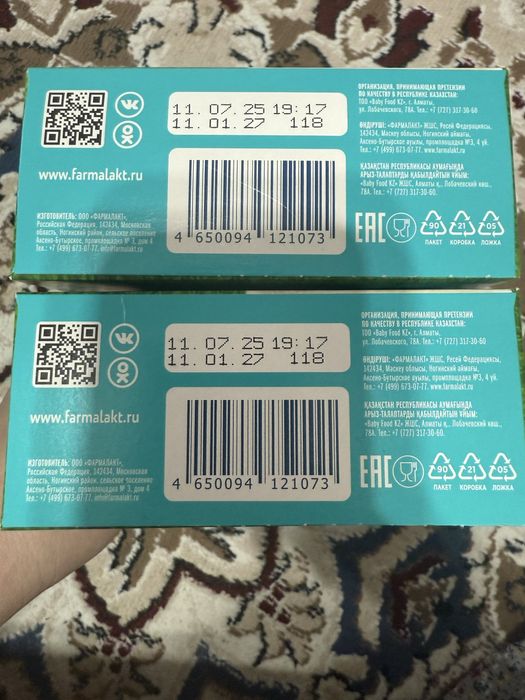 11.07.25 19:17
11.01.27 118
ОРГАНИЗАЦИЯ, ПРИНИМАЮЩАЯ ПРЕТЕНЗИИ
ПО КАЧЕСТВУ В РЕСПУБЛИКЕ КАЗАХСТАН:
ТОО «Baby Food KZ», г. Алматы,
ул. Лобачевского, 78А. Тел.: +7 (727) 317-30-60
ӨНДІРУШІ: «ФАРМАЛАКТ» ЖШС, Ресей Федерациясы,
142434, Мәскеу облысы, Ногинский аймағы,
Аксено-Бутырское ауылы, промплощадка №3, 4 үй.
Тел.: +7 (499) 673-07-77. www.farmalakt.ru
ҚАЗАҚСТАН РЕСПУБЛИКАСЫ АУМАҒЫНДА
АРЫЗ-ТАЛАПТАРДЫ ҚАБЫЛДАЙТЫН ҰЙЫМ:
«Baby Food KZ» ЖШС, Алматы қ., Лобачевский көш.,
78А. Тел.: +7 (727) 317-30-60.
www.farmalakt.ru
ИЗГОТОВИТЕЛЬ: ООО «ФАРМАЛАКТ»,
Российская Федерация, 142434, Московская
область, Ногинский район, сельское поселение
Аксено-Бутырское, промплощадка № 3, дом 4
Тел.: +7 (499) 673-07-77, info@farmalakt.ru
4 650094 121073
EAC
90 21 05
ПАКЕТ КОРОБКА ЛОЖКА
11.07.25 19:17
11.01.27 118
ОРГАНИЗАЦИЯ, ПРИНИМАЮЩАЯ ПРЕТЕНЗИИ
ПО КАЧЕСТВУ В РЕСПУБЛИКЕ КАЗАХСТАН:
ТОО «Baby Food KZ», г. Алматы,
ул. Лобачевского, 78А. Тел.: +7 (727) 317-30-60
ӨНДІРУШІ: «ФАРМАЛАКТ» ЖШС, Ресей Федерациясы,
142434, Мәскеу облысы, Ногинский аймағы,
Аксено-Бутырское ауылы, промплощадка №3, 4 үй.
Тел.: +7 (499) 673-07-77. www.farmalakt.ru
ҚАЗАҚСТАН РЕСПУБЛИКАСЫ АУМАҒЫНДА
АРЫЗ-ТАЛАПТАРДЫ ҚАБЫЛДАЙТЫН ҰЙЫМ:
«Baby Food KZ» ЖШС, Алматы қ., Лобачевский көш.,
78А. Тел.: +7 (727) 317-30-60.
www.farmalakt.ru
ИЗГОТОВИТЕЛЬ: ООО «ФАРМАЛАКТ»,
Российская Федерация, 142434, Московская
область, Ногинский район, сельское поселение
Аксено-Бутырское, промплощадка № 3, дом 4
Тел.: +7 (499) 673-07-77, info@farmalakt.ru
4 650094 121073
EAC
90 21 05
ПАКЕТ КОРОБКА ЛОЖКА